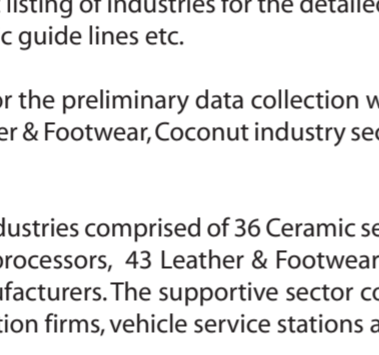 listing of industries for the detailed
c guide lines etc.
or the preliminary data collection w
er & Footwear, Coconut industry sec
dustries comprised of 36 Ceramic se
processors, 43 Leather & Footwear
ufacturers. The supportive sector co
tion firms, vehicle service stations a